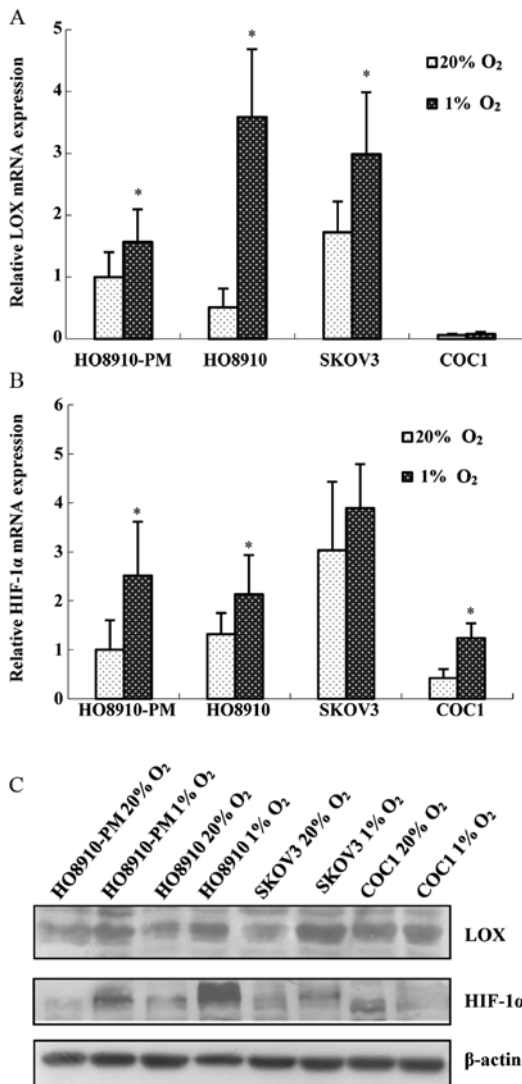 A
Relative LOX mRNA expression
5
4
3
2
1
0
20% O₂
1% O₂
*
*
*
HO8910-PM
HO8910
SKOV3
COC1
B
Relative HIF-1α mRNA expression
6
5
4
3
2
1
0
20% O₂
1% O₂
*
*
*
HO8910-PM
HO8910
SKOV3
COC1
C
HO8910-PM 20% O₂
HO8910-PM 1% O₂
HO8910 20% O₂
HO8910 1% O₂
SKOV3 20% O₂
SKOV3 1% O₂
COC1 20% O₂
COC1 1% O₂
LOX
HIF-1α
β-actin